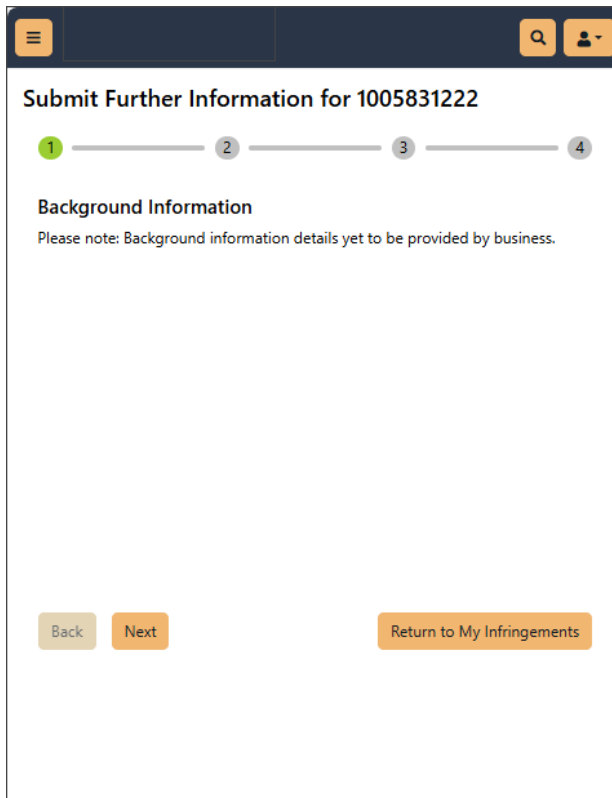 Submit Further Information for 1005831222
1 2 3 4
Background Information
Please note: Background information details yet to be provided by business.
Back Next Return to My Infringements